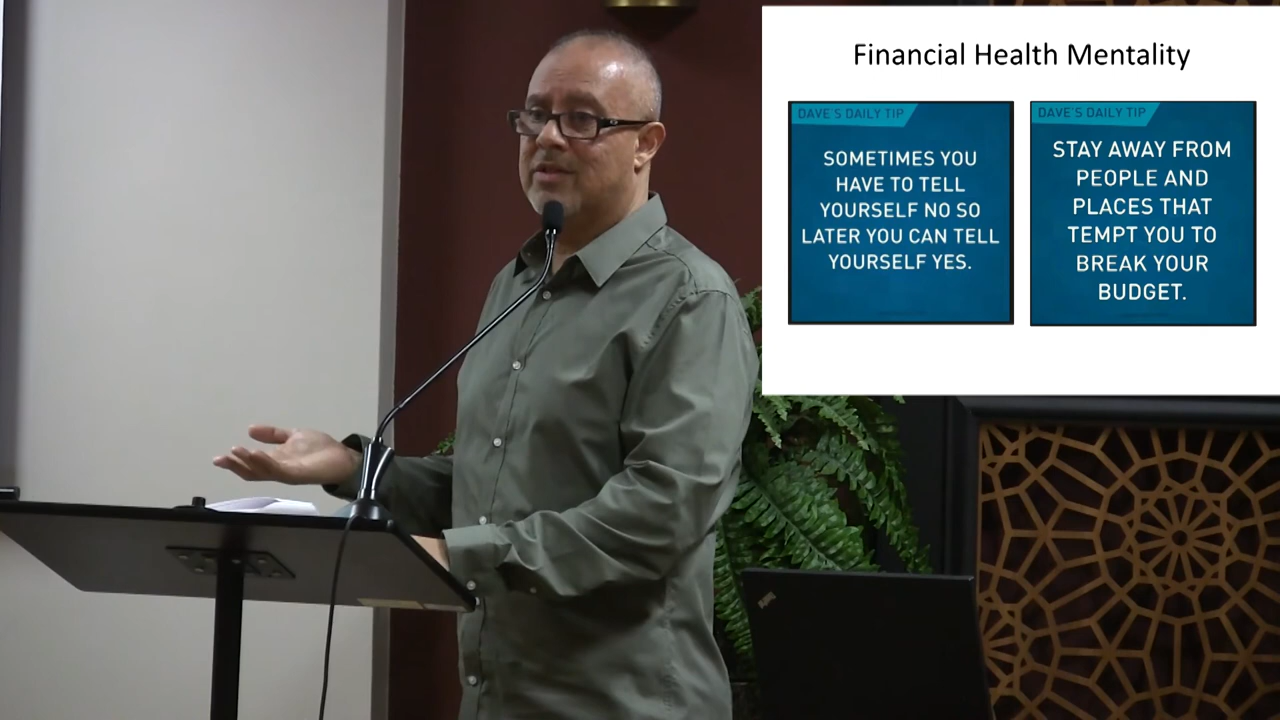 Financial Health Mentality
DAVE'S DAILY TIP
SOMETIMES YOU
HAVE TO TELL
YOURSELF NO SO
LATER YOU CAN TELL
YOURSELF YES.
DAVE'S DAILY TIP
STAY AWAY FROM
PEOPLE AND
PLACES THAT
TEMPT YOU TO
BREAK YOUR
BUDGET.